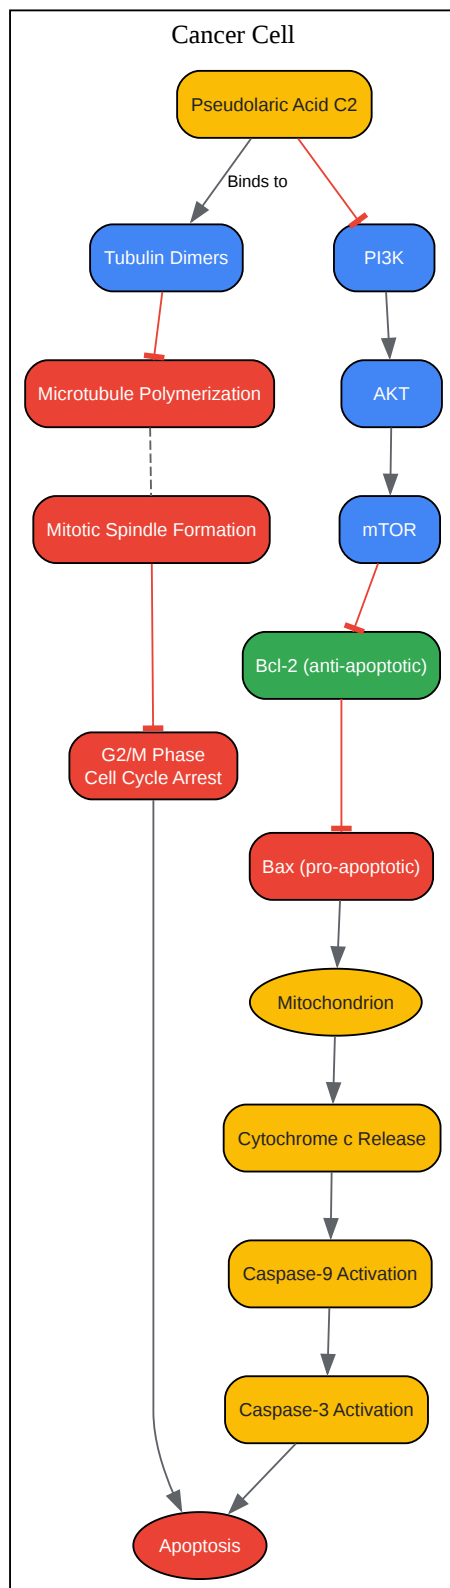 Cancer Cell
Pseudolaric Acid C2
Binds to
Tubulin Dimers
PI3K
Microtubule Polymerization
AKT
Mitotic Spindle Formation
mTOR
Bcl-2 (anti-apoptotic)
G2/M Phase
Cell Cycle Arrest
Bax (pro-apoptotic)
Mitochondrion
Cytochrome c Release
Caspase-9 Activation
Caspase-3 Activation
Apoptosis